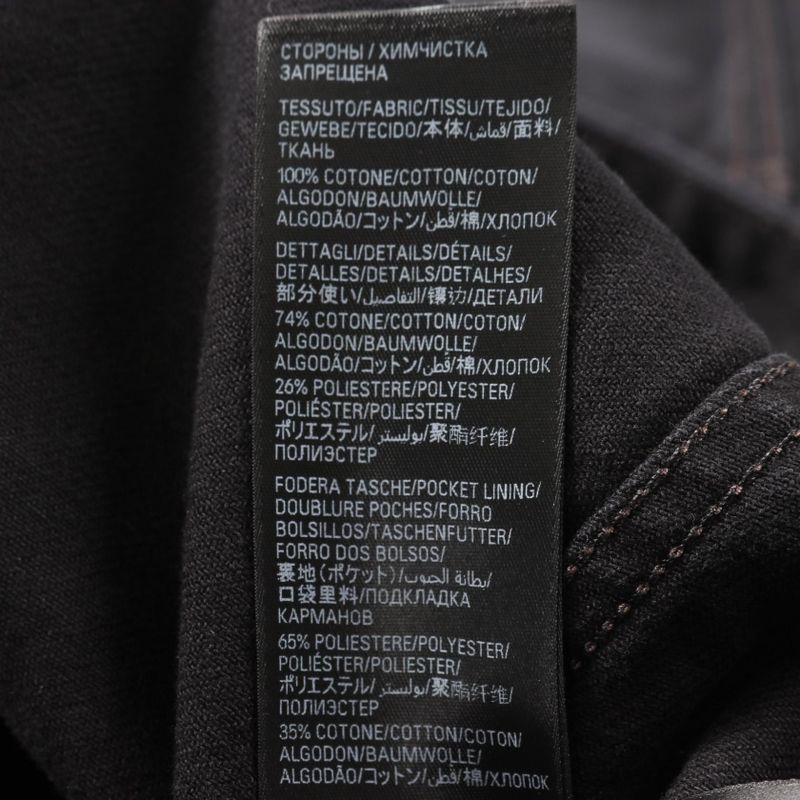 СТОРОНЫ / ХИМЧИСТКА
ЗАПРЕЩЕНА
TESSUTO/FABRIC/TISSU/TEJIDO/
GEWEBE/TECIDO/本体/قماش/面料/
ТКАНЬ
100% COTONE/COTTON/COTON/
ALGODON/BAUMWOLLE/
ALGODÃO/コットン/قطن/棉/ХЛОПОК
DETTAGLI/DETAILS/DÉTAILS/
DETALLES/DETAILS/DETALHES/
部分使い/التفاصيل/镶边/ДЕТАЛИ
74% COTONE/COTTON/COTON/
ALGODON/BAUMWOLLE/
ALGODÃO/コットン/قطن/棉/ХЛОПОК
26% POLIESTERE/POLYESTER/
POLIÉSTER/POLIESTER/
ポリエステル/بوليستر/聚酯纤维/
ПОЛИЭСТЕР
FODERA TASCHE/POCKET LINING/
DOUBLURE POCHES/FORRO
BOLSILLOS/TASCHENFUTTER/
FORRO DOS BOLSOS/
裏地(ポケット)/بطانة الجيوب/
口袋里料/ПОДКЛАДКА
КАРМАНОВ
65% POLIESTERE/POLYESTER/
POLIÉSTER/POLIESTER/
ポリエステル/بوليستر/聚酯纤维/
ПОЛИЭСТЕР
35% COTONE/COTTON/COTON/
ALGODON/BAUMWOLLE/
ALGODÃO/コットン/قطن/棉/ХЛОПОК